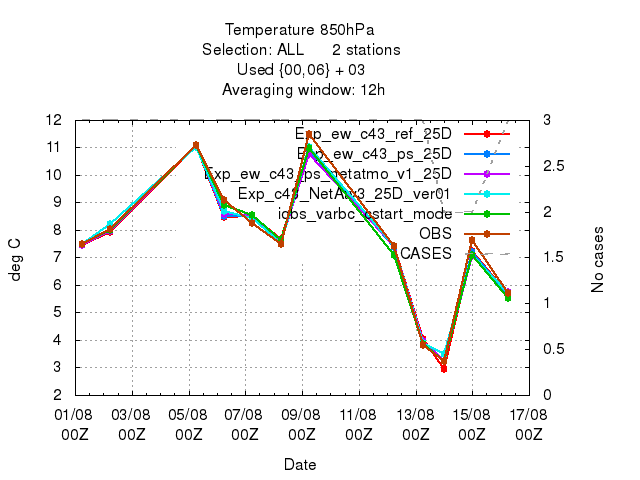 Temperature 850hPa
Selection: ALL 2 stations
Used {00,06} + 03
Averaging window: 12h
12
11
10
9
8
7
6
5
4
3
2
deg C
3
2.5
2
1.5
1
0.5
0
No cases
Exp_ew_c43_ref_25D
Exp_ew_c43_ps_25D
Exp_ew_c43_ps_netatmo_v1_25D
OBS
CASES
01/08 03/08 05/08 07/08 09/08 11/08 13/08 15/08 17/08
00Z 00Z 00Z 00Z 00Z 00Z 00Z 00Z 00Z
Date